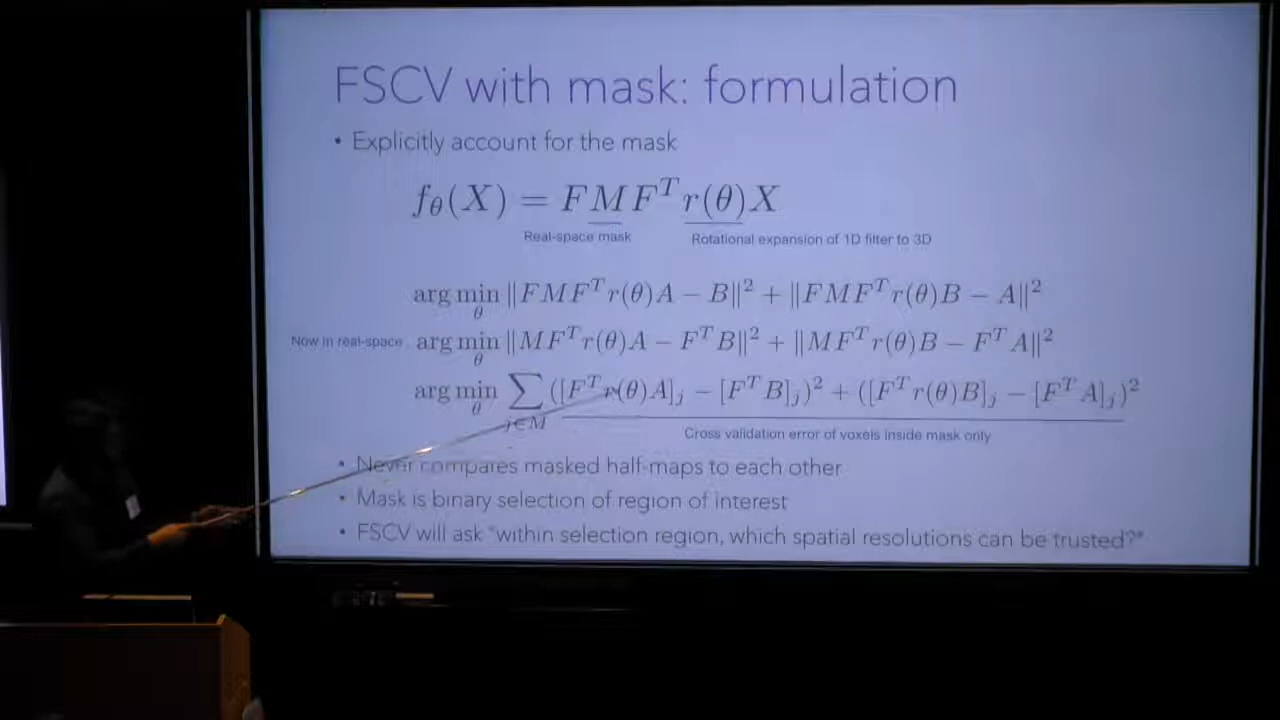 FSCV with mask: formulation
• Explicitly account for the mask
f_θ(X) = FMF^T r(θ)X
Real-space mask
Rotational expansion of 1D filter to 3D
arg min_θ ||FMF^T r(θ)A − B||² + ||FMF^T r(θ)B − A||²
Now in real-space
arg min_θ ||MF^T r(θ)A − F^T B||² + ||MF^T r(θ)B − F^T A||²
arg min_θ ∑_{j∈M} ([F^T r(θ)A]_j − [F^T B]_j)² + ([F^T r(θ)B]_j − [F^T A]_j)²
Cross validation error of voxels inside mask only
• Never compares masked half-maps to each other
• Mask is binary selection of region of interest
• FSCV will ask "within selection region, which spatial resolutions can be trusted?"